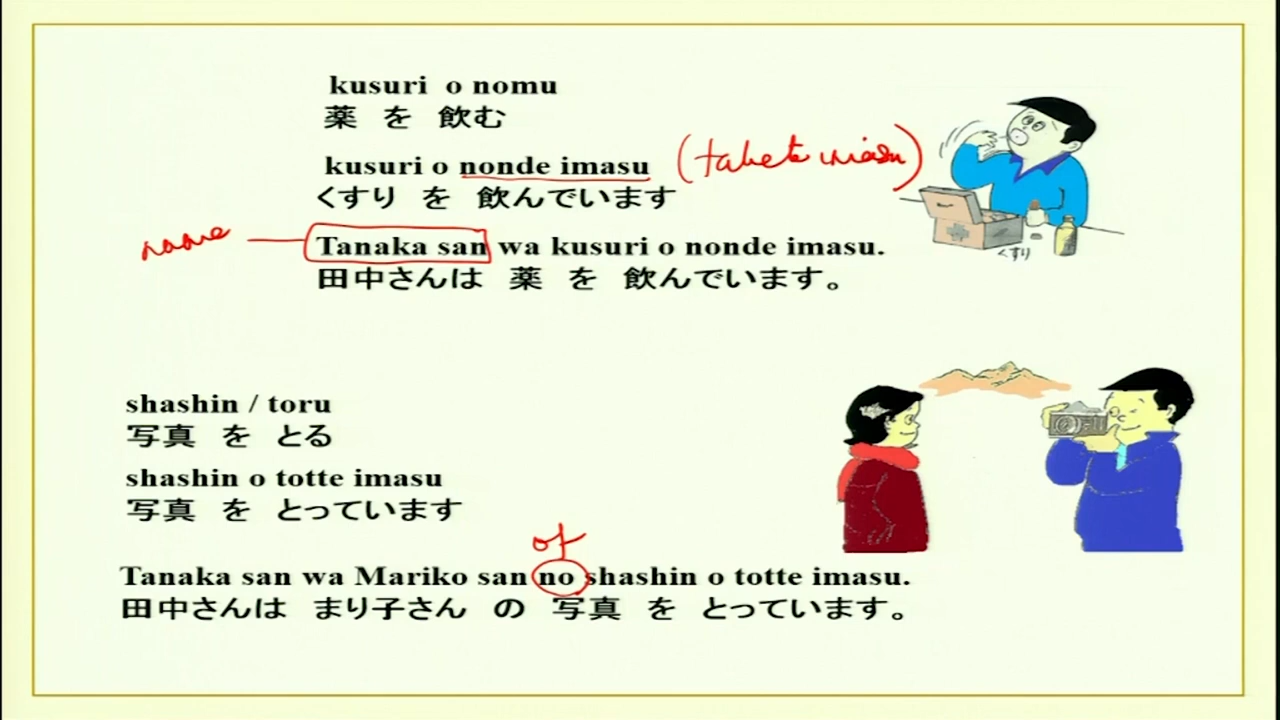 kusuri o nomu
薬 を 飲む
kusuri o nonde imasu (tabete imasu)
くすり を 飲んでいます
name
Tanaka san wa kusuri o nonde imasu.
田中さんは 薬 を 飲んでいます。
くすり
shashin / toru
写真 を とる
shashin o totte imasu
写真 を とっています
of
Tanaka san wa Mariko san no shashin o totte imasu.
田中さんは まり子さん の 写真 を とっています。